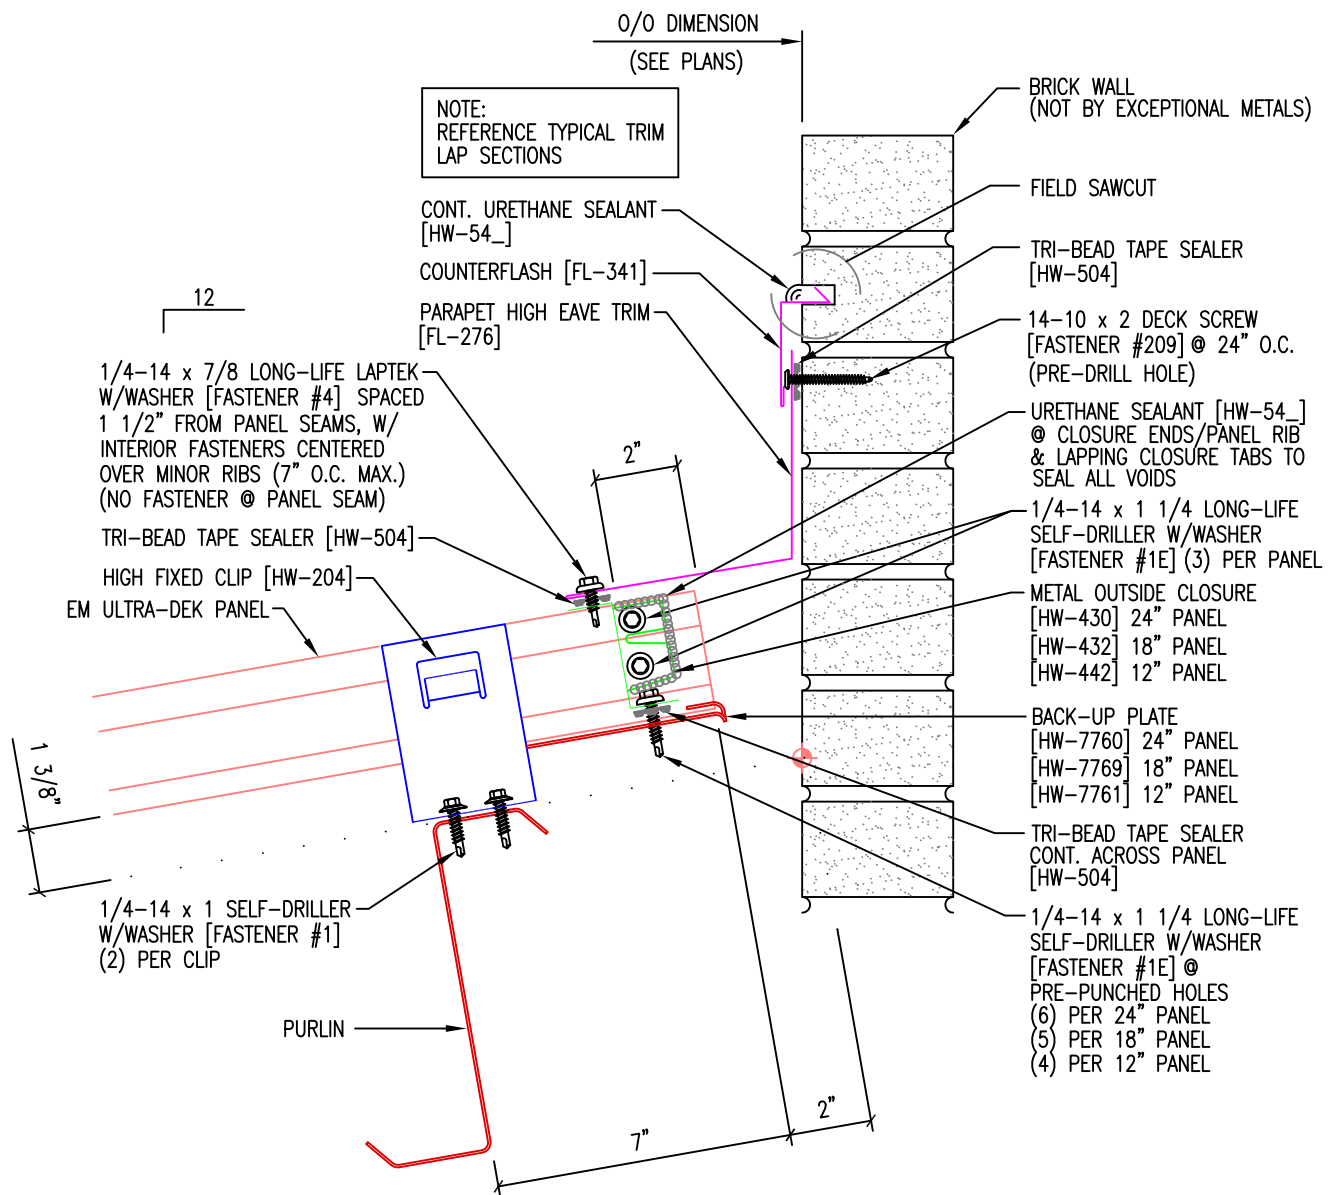 O/O DIMENSION
(SEE PLANS)
NOTE:
REFERENCE TYPICAL TRIM
LAP SECTIONS
BRICK WALL
(NOT BY EXCEPTIONAL METALS)
FIELD SAWCUT
CONT. URETHANE SEALANT
[HW-54_]
TRI-BEAD TAPE SEALER
[HW-504]
COUNTERFLASH [FL-341]
PARAPET HIGH EAVE TRIM
[FL-276]
12
14-10 x 2 DECK SCREW
[FASTENER #209] @ 24" O.C.
(PRE-DRILL HOLE)
1/4-14 x 7/8 LONG-LIFE LAPTEK
W/WASHER [FASTENER #4] SPACED
1 1/2" FROM PANEL SEAMS, W/
INTERIOR FASTENERS CENTERED
OVER MINOR RIBS (7" O.C. MAX.)
(NO FASTENER @ PANEL SEAM)
2"
URETHANE SEALANT [HW-54_]
@ CLOSURE ENDS/PANEL RIB
& LAPPING CLOSURE TABS TO
SEAL ALL VOIDS
1/4-14 x 1 1/4 LONG-LIFE
SELF-DRILLER W/WASHER
[FASTENER #1E] (3) PER PANEL
TRI-BEAD TAPE SEALER [HW-504]
HIGH FIXED CLIP [HW-204]
EM ULTRA-DEK PANEL
METAL OUTSIDE CLOSURE
[HW-430] 24" PANEL
[HW-432] 18" PANEL
[HW-442] 12" PANEL
BACK-UP PLATE
[HW-7760] 24" PANEL
[HW-7769] 18" PANEL
[HW-7761] 12" PANEL
1 3/8"
TRI-BEAD TAPE SEALER
CONT. ACROSS PANEL
[HW-504]
1/4-14 x 1 SELF-DRILLER
W/WASHER [FASTENER #1]
(2) PER CLIP
1/4-14 x 1 1/4 LONG-LIFE
SELF-DRILLER W/WASHER
[FASTENER #1E] @
PRE-PUNCHED HOLES
(6) PER 24" PANEL
(5) PER 18" PANEL
(4) PER 12" PANEL
PURLIN
7"
2"